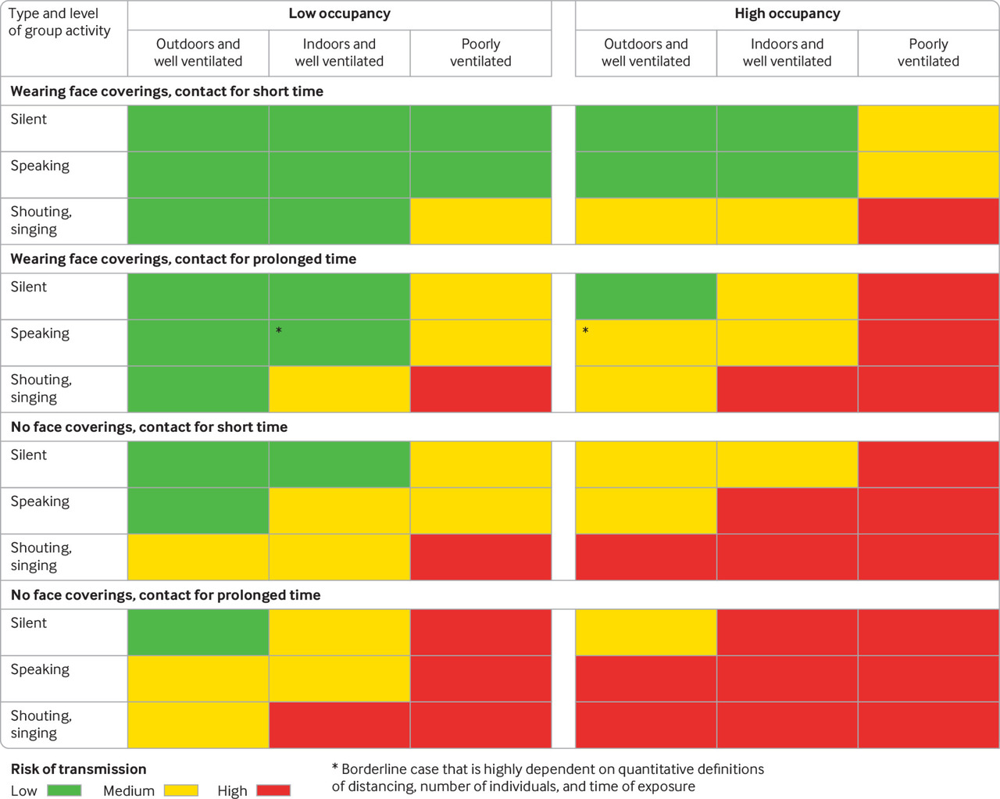 Type and level
of group activity
Low occupancy
High occupancy
Outdoors and
well ventilated
Indoors and
well ventilated
Poorly
ventilated
Outdoors and
well ventilated
Indoors and
well ventilated
Poorly
ventilated
Wearing face coverings, contact for short time
Silent
Speaking
Shouting,
singing
Wearing face coverings, contact for prolonged time
Silent
Speaking
*
*
Shouting,
singing
No face coverings, contact for short time
Silent
Speaking
Shouting,
singing
No face coverings, contact for prolonged time
Silent
Speaking
Shouting,
singing
Risk of transmission
Low
Medium
High
* Borderline case that is highly dependent on quantitative definitions
of distancing, number of individuals, and time of exposure